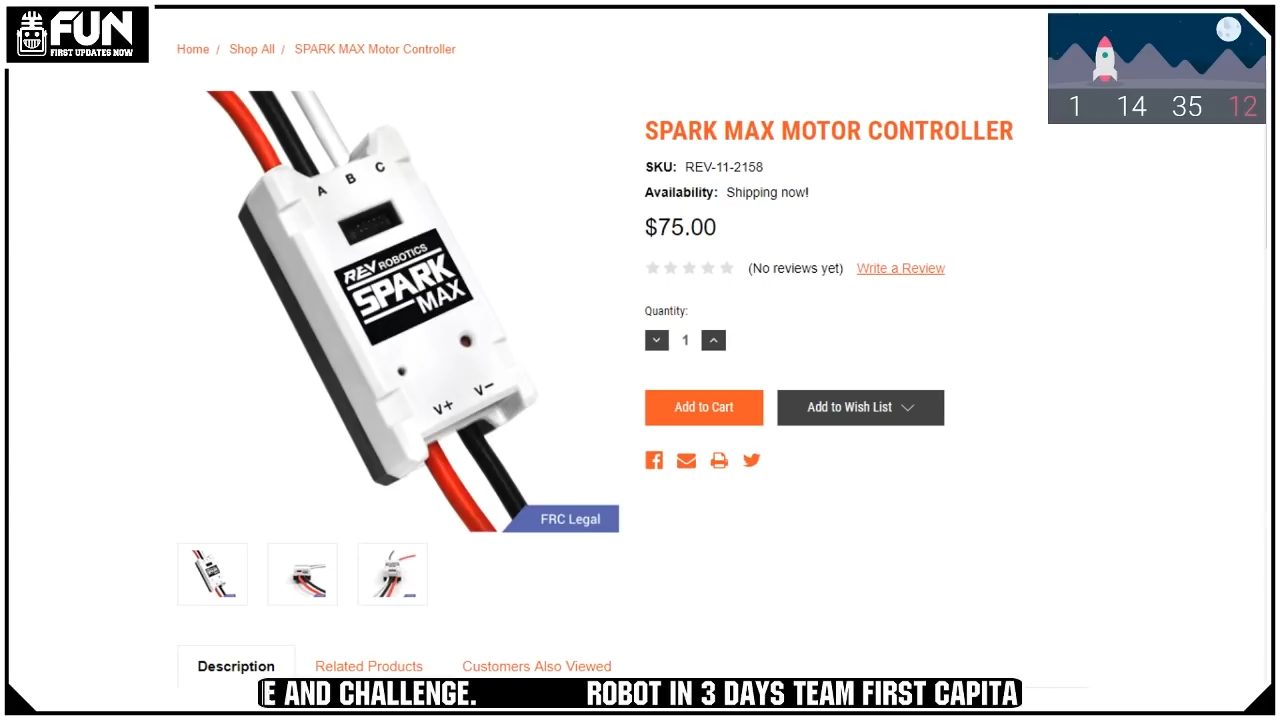 FUN
FIRST UPDATES NOW
Home / Shop All / SPARK MAX Motor Controller
1 14 35 12
A B C
REV ROBOTICS
SPARK
MAX
V+ V-
FRC Legal
SPARK MAX MOTOR CONTROLLER
SKU: REV-11-2158
Availability: Shipping now!
$75.00
(No reviews yet) Write a Review
Quantity:
1
Add to Cart
Add to Wish List
Description Related Products Customers Also Viewed
E AND CHALLENGE. ROBOT IN 3 DAYS TEAM FIRST CAPITA